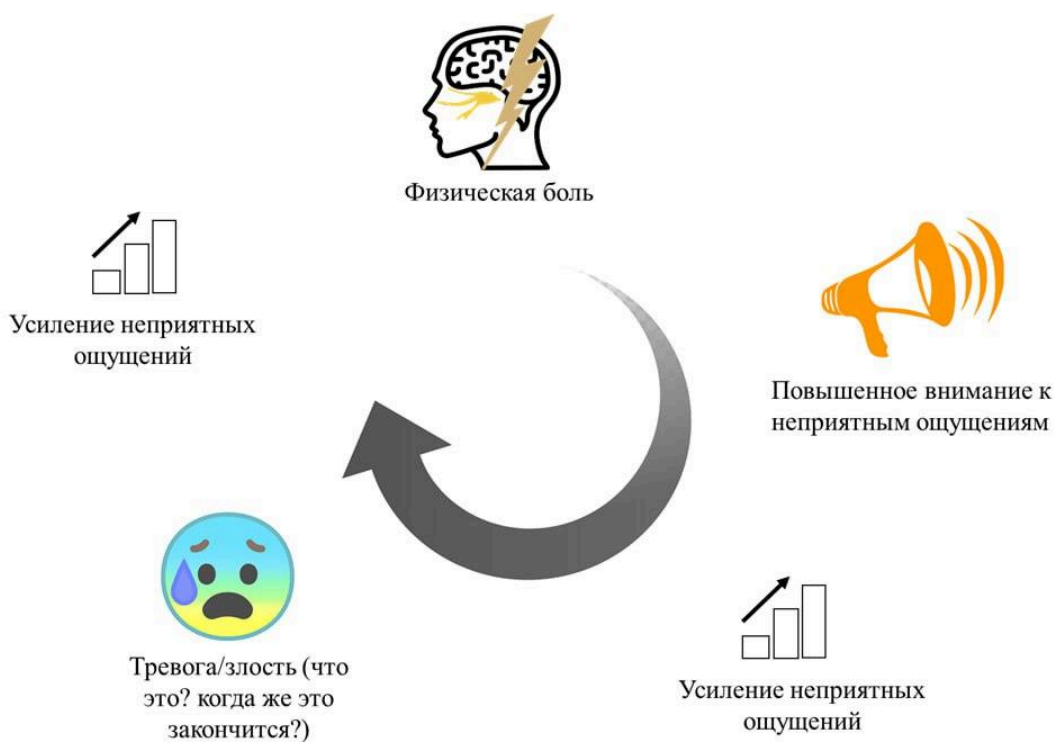 Физическая боль
Повышенное внимание к
неприятным ощущениям
Усиление неприятных
ощущений
Тревога/злость (что
это? когда же это
закончится?)
Усиление неприятных
ощущений